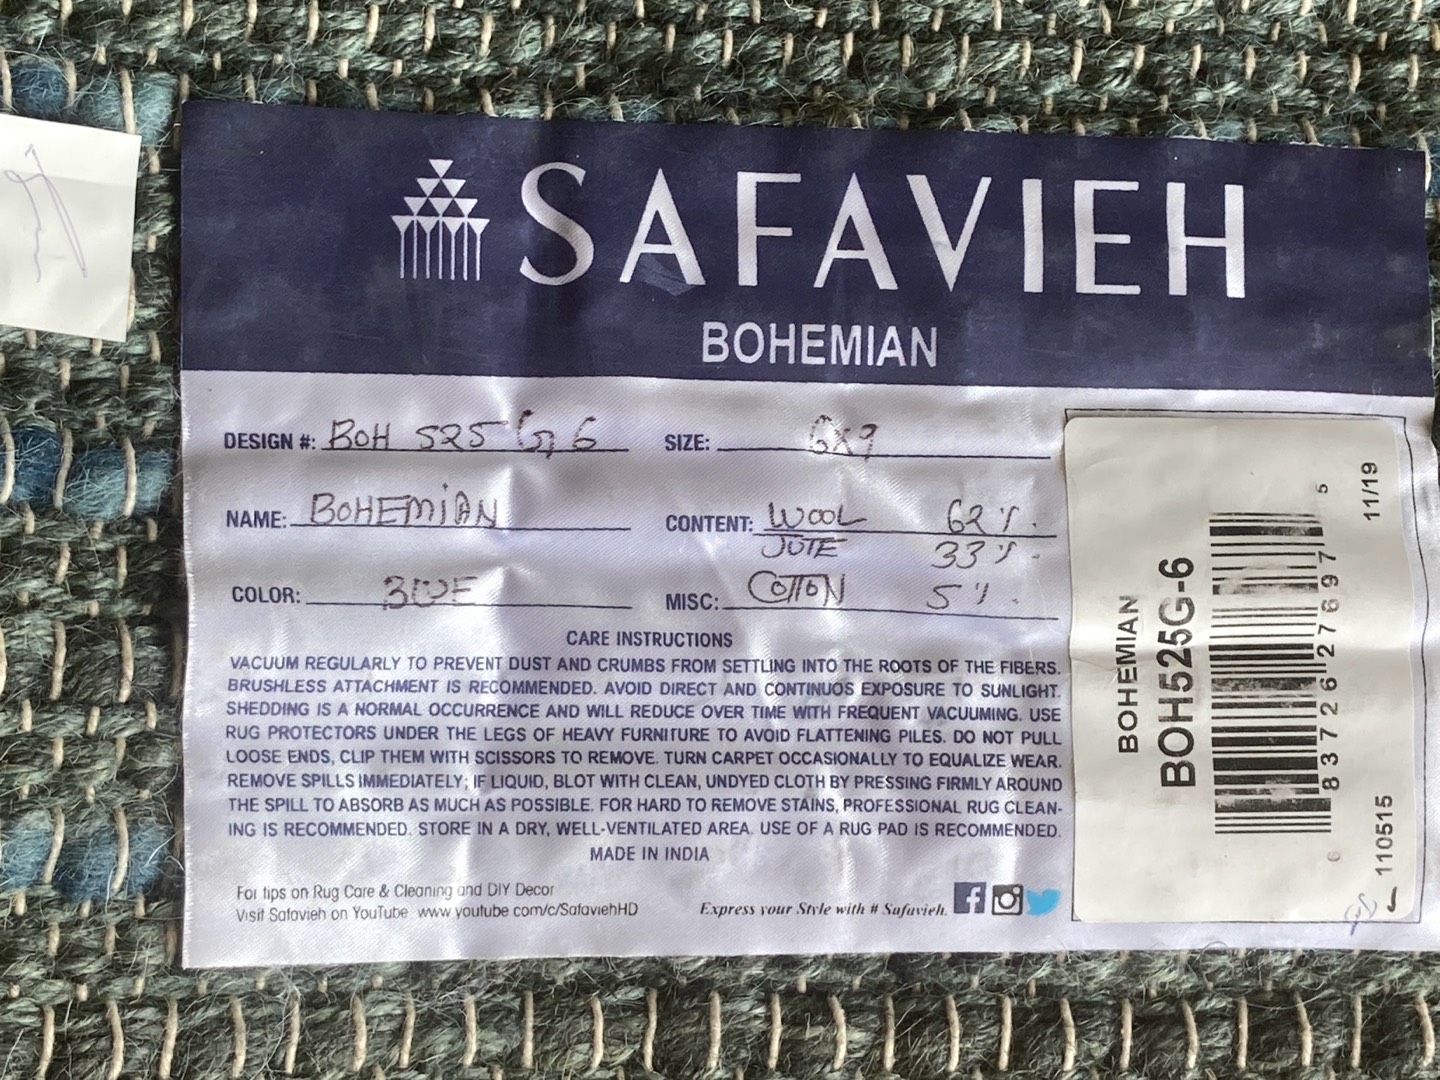 SAFAVIEH
BOHEMIAN
DESIGN #: BOH 525 G 6
SIZE: 6x9
NAME: BOHEMIAN
CONTENT: WOOL 62%.
JUTE 33%.
COLOR: BLUE
MISC: COTTON 5%.
CARE INSTRUCTIONS
VACUUM REGULARLY TO PREVENT DUST AND CRUMBS FROM SETTLING INTO THE ROOTS OF THE FIBERS.
BRUSHLESS ATTACHMENT IS RECOMMENDED. AVOID DIRECT AND CONTINUOS EXPOSURE TO SUNLIGHT.
SHEDDING IS A NORMAL OCCURRENCE AND WILL REDUCE OVER TIME WITH FREQUENT VACUUMING. USE
RUG PROTECTORS UNDER THE LEGS OF HEAVY FURNITURE TO AVOID FLATTENING PILES. DO NOT PULL
LOOSE ENDS, CLIP THEM WITH SCISSORS TO REMOVE. TURN CARPET OCCASIONALLY TO EQUALIZE WEAR.
REMOVE SPILLS IMMEDIATELY; IF LIQUID, BLOT WITH CLEAN, UNDYED CLOTH BY PRESSING FIRMLY AROUND
THE SPILL TO ABSORB AS MUCH AS POSSIBLE. FOR HARD TO REMOVE STAINS, PROFESSIONAL RUG CLEAN-
ING IS RECOMMENDED. STORE IN A DRY, WELL-VENTILATED AREA. USE OF A RUG PAD IS RECOMMENDED.
MADE IN INDIA
For tips on Rug Care & Cleaning and DIY Decor
Visit Safavieh on YouTube www.youtube.com/c/SafaviehHD
Express your Style with # Safavieh.
BOHEMIAN
BOH525G-6
6 83726 27697 5
110515 11/19